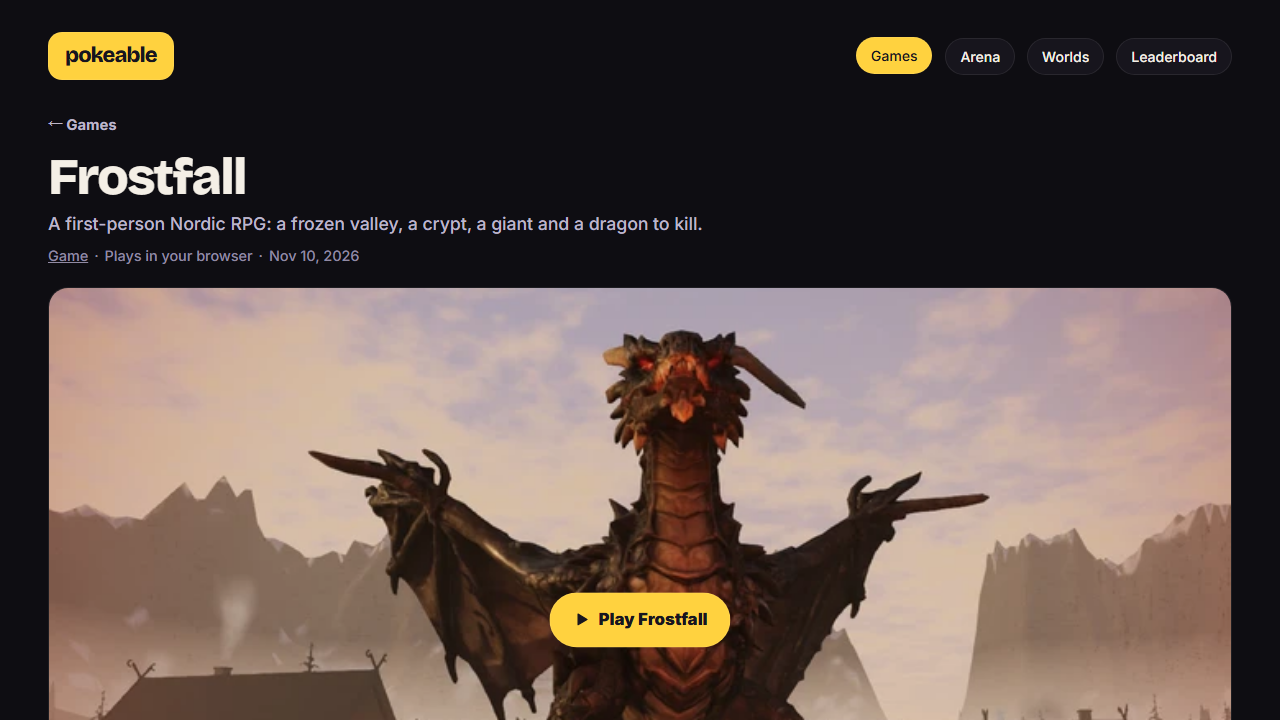 pokeable
Games
Arena
Worlds
Leaderboard
← Games
Frostfall
A first-person Nordic RPG: a frozen valley, a crypt, a giant and a dragon to kill.
Game · Plays in your browser · Nov 10, 2026
▶ Play Frostfall